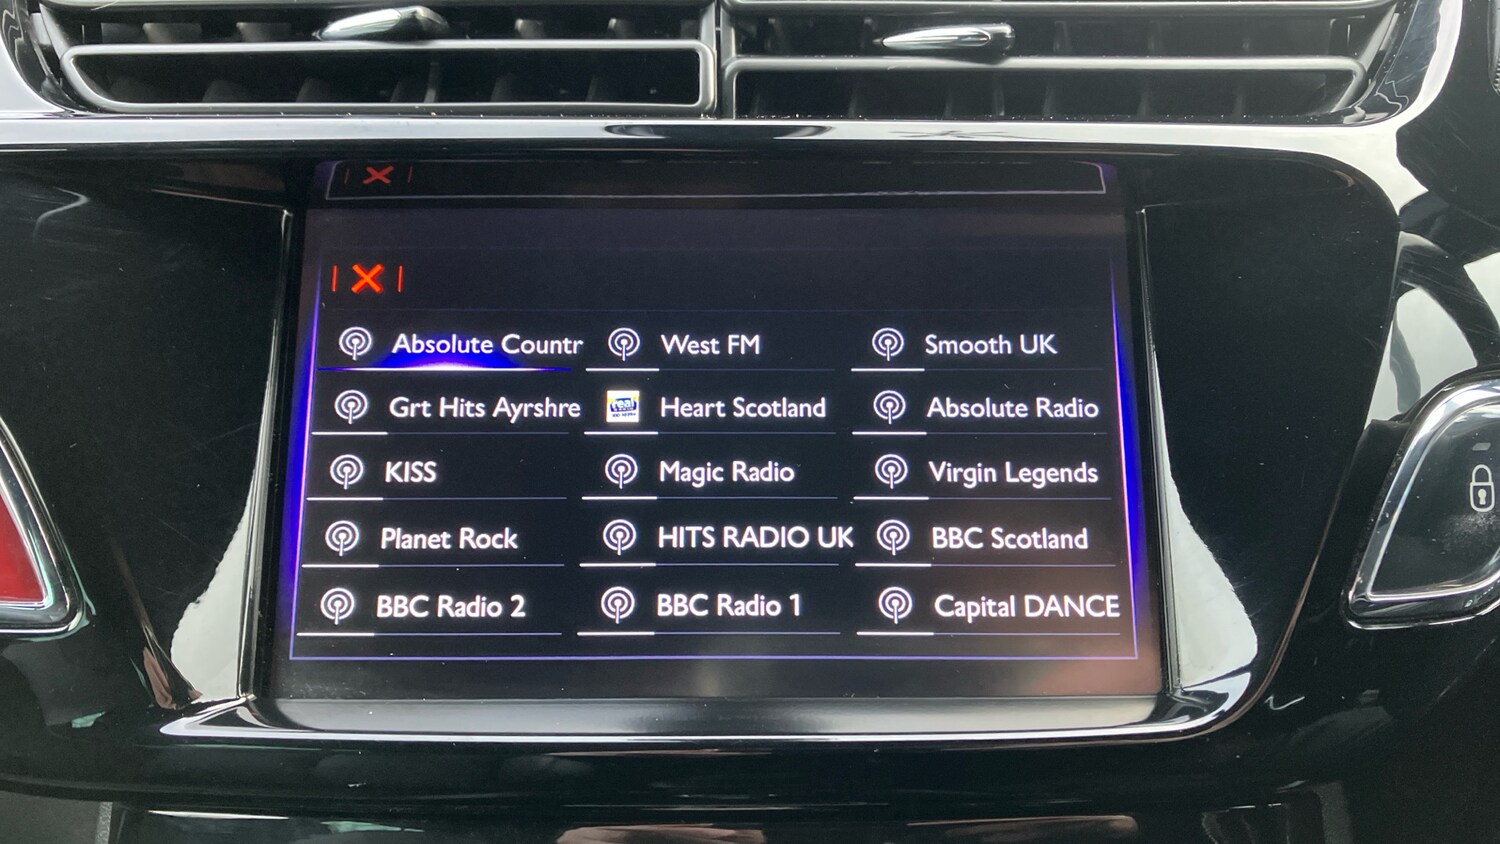 Absolute Countr West FM Smooth UK
Grt Hits Ayrshre real Heart Scotland Absolute Radio
KISS Magic Radio Virgin Legends
Planet Rock HITS RADIO UK BBC Scotland
BBC Radio 2 BBC Radio 1 Capital DANCE